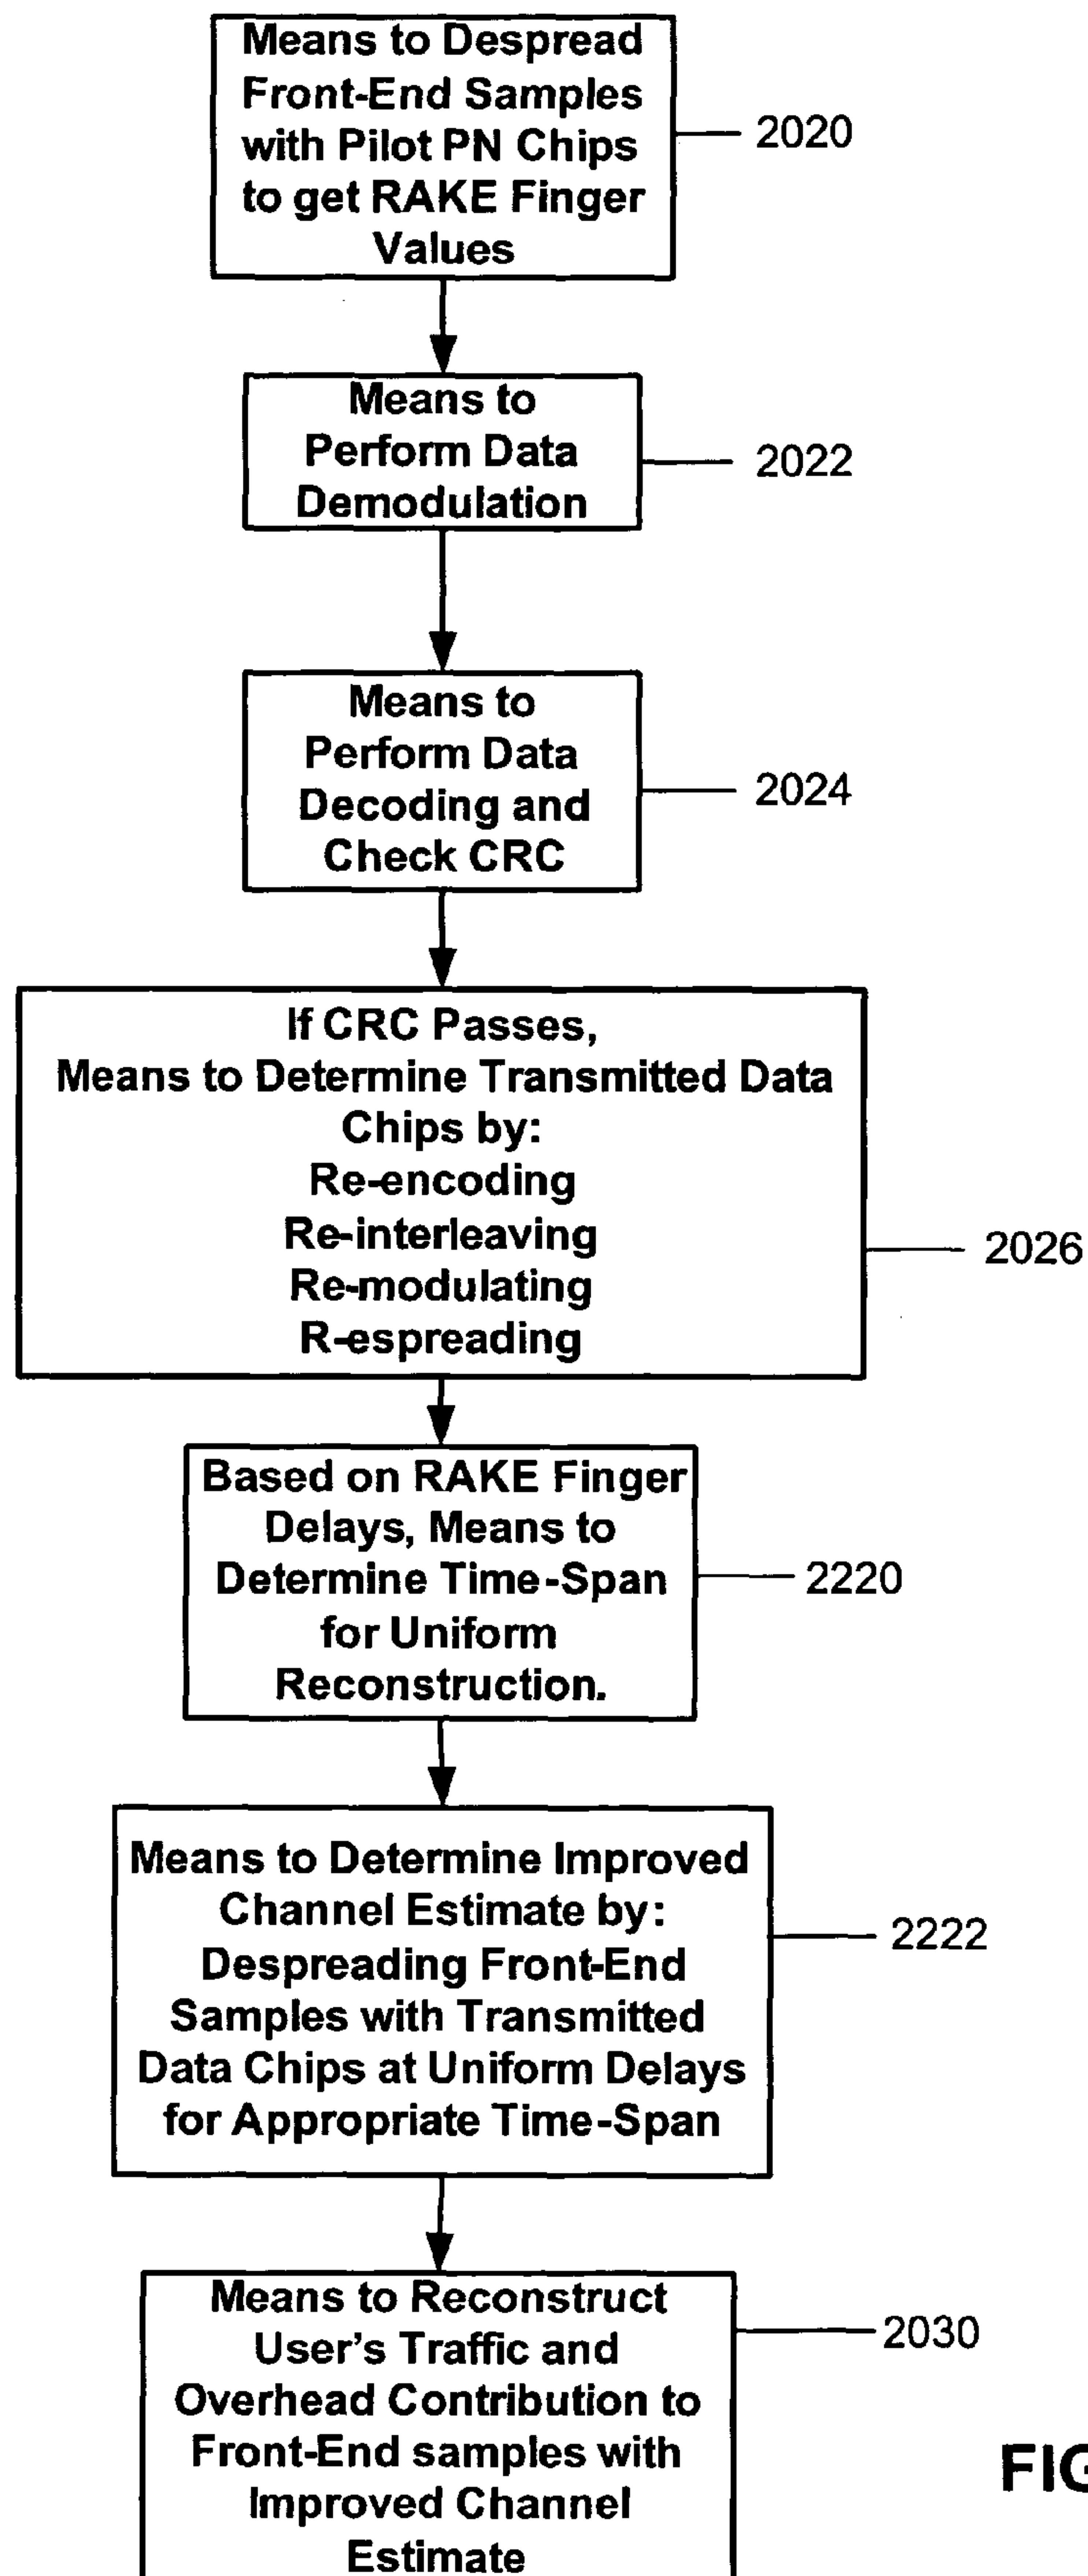 Means to Despread
Front-End Samples
with Pilot PN Chips
to get RAKE Finger
Values
2020
Means to
Perform Data
Demodulation
2022
Means to
Perform Data
Decoding and
Check CRC
2024
If CRC Passes,
Means to Determine Transmitted Data
Chips by:
Re-encoding
Re-interleaving
Re-modulating
R-espreading
2026
Based on RAKE Finger
Delays, Means to
Determine Time-Span
for Uniform
Reconstruction.
2220
Means to Determine Improved
Channel Estimate by:
Despreading Front-End
Samples with Transmitted
Data Chips at Uniform Delays
for Appropriate Time-Span
2222
Means to Reconstruct
User's Traffic and
Overhead Contribution to
Front-End samples with
Improved Channel
Estimate
2030
FIG